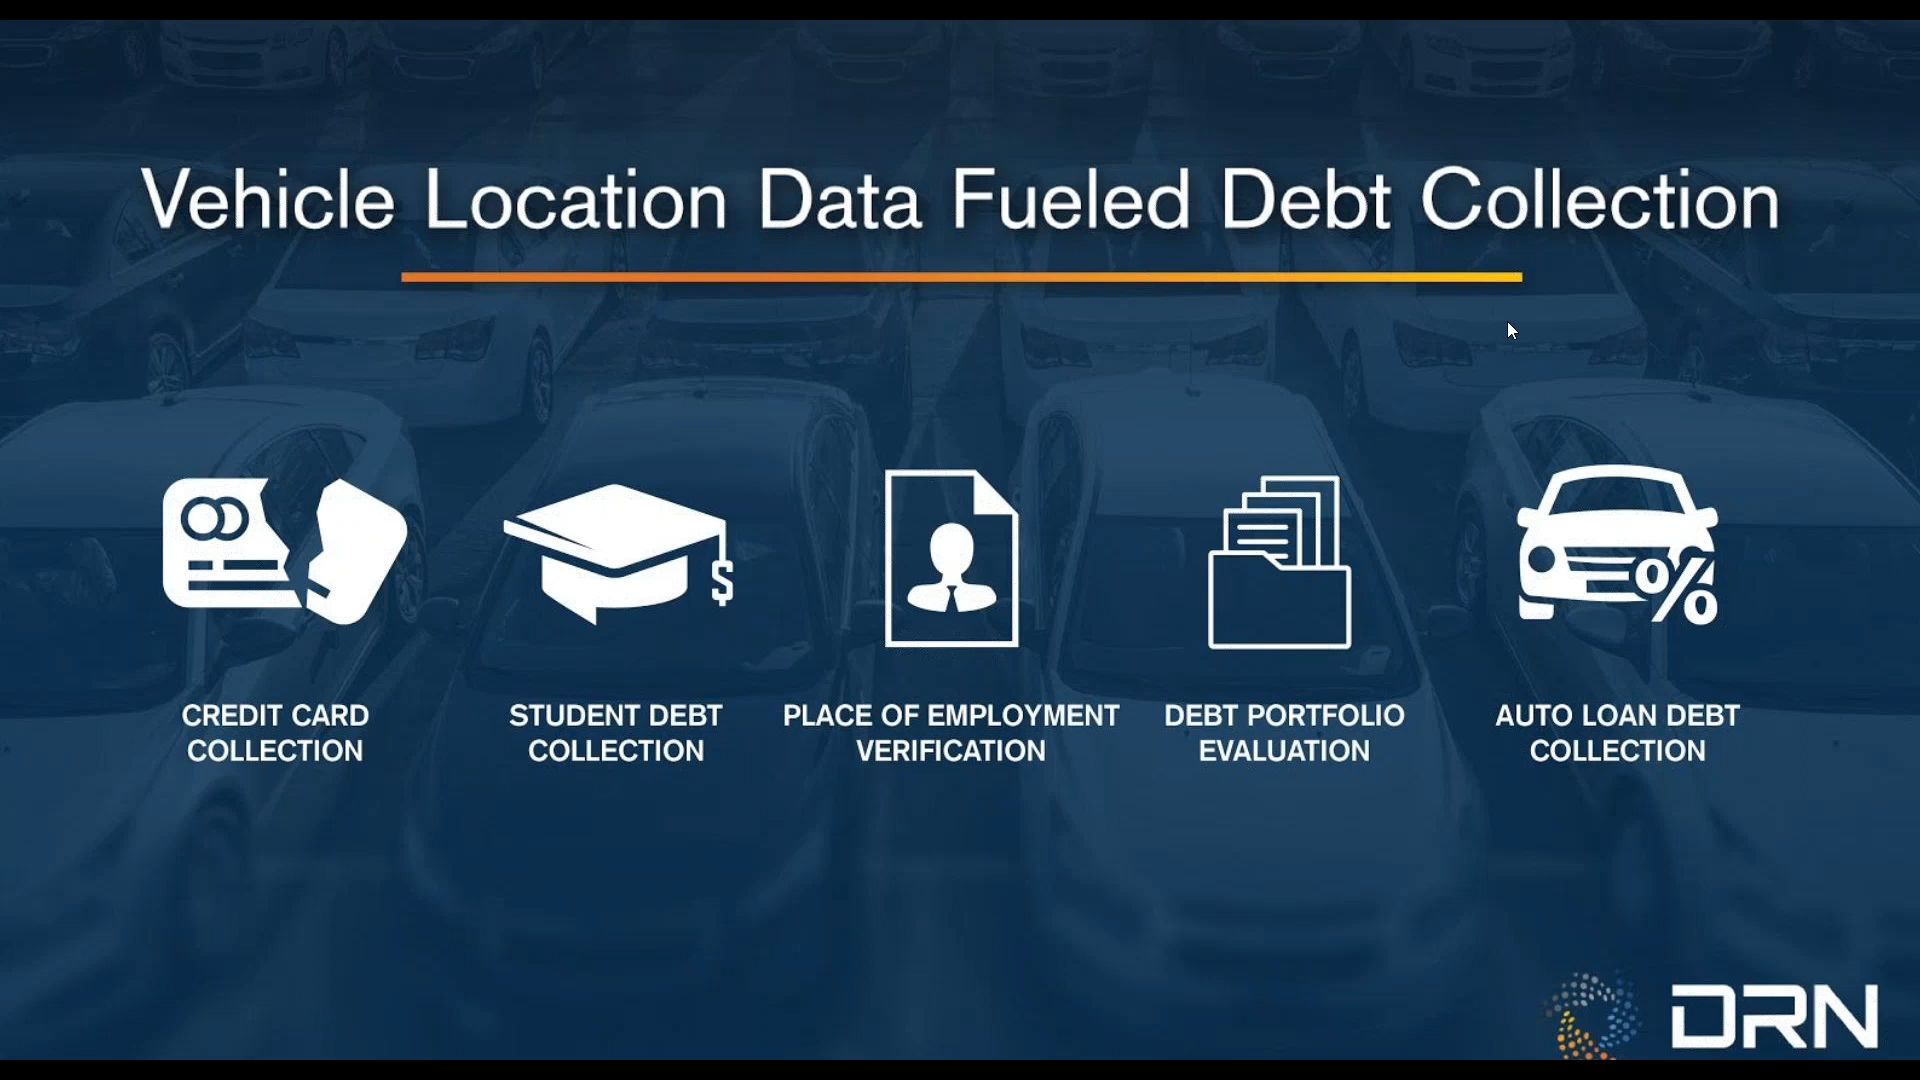 Vehicle Location Data Fueled Debt Collection
$
%
CREDIT CARD
COLLECTION
STUDENT DEBT
COLLECTION
PLACE OF EMPLOYMENT
VERIFICATION
DEBT PORTFOLIO
EVALUATION
AUTO LOAN DEBT
COLLECTION
DRN